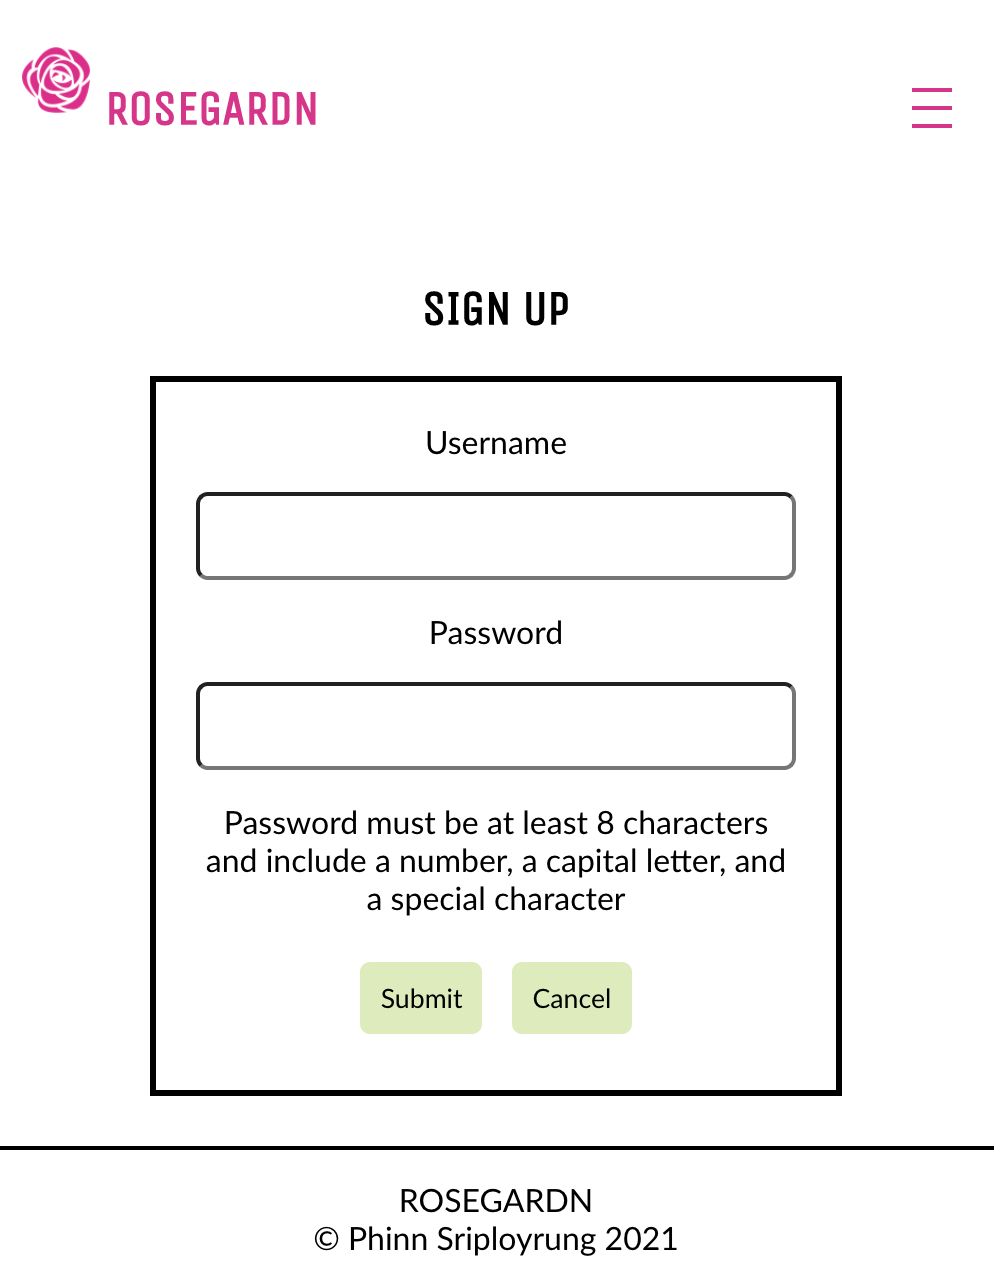 ROSEGARDN
SIGN UP
Username
Password
Password must be at least 8 characters
and include a number, a capital letter, and
a special character
Submit Cancel
ROSEGARDN
© Phinn Sriployrung 2021